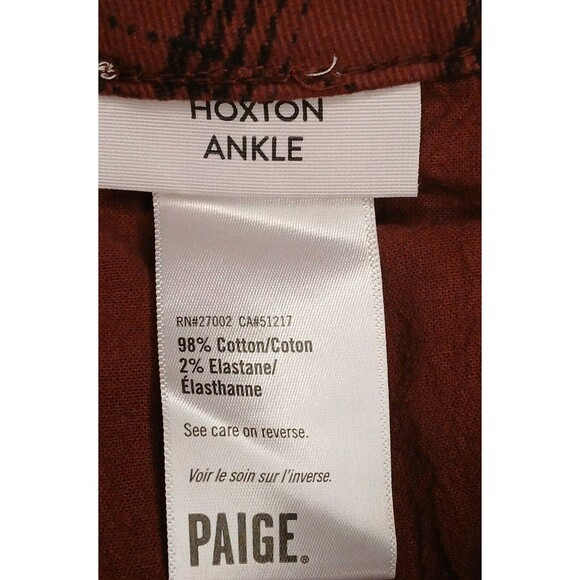 HOXTON
ANKLE
RN#27002 CA#51217
98% Cotton/Coton
2% Elastane/
Élasthanne
See care on reverse.
Voir le soin sur l'inverse.
PAIGE®